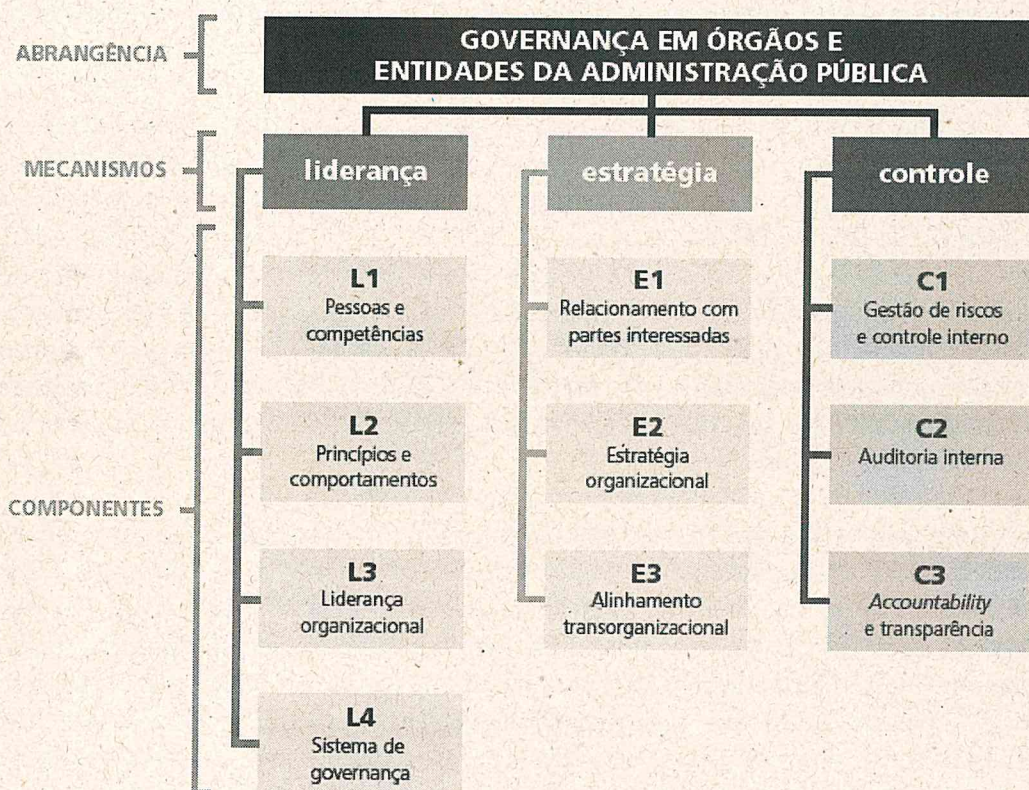 ABRANGÊNCIA
GOVERNANÇA EM ÓRGÃOS E
ENTIDADES DA ADMINISTRAÇÃO PÚBLICA
MECANISMOS
liderança
estratégia
controle
COMPONENTES
L1
Pessoas e
competências
L2
Princípios e
comportamentos
L3
Liderança
organizacional
L4
Sistema de
governança
E1
Relacionamento com
partes interessadas
E2
Estratégia
organizacional
E3
Alinhamento
transorganizacional
C1
Gestão de riscos
e controle interno
C2
Auditoria interna
C3
Accountability
e transparência